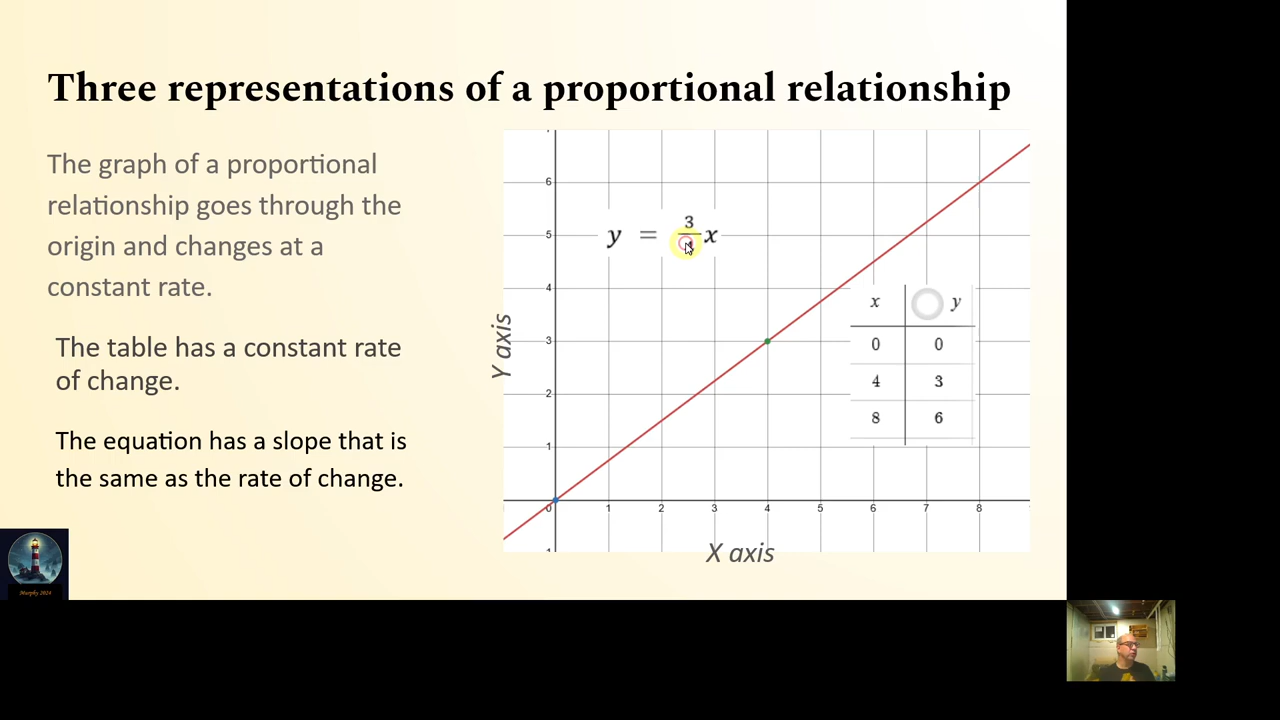 Three representations of a proportional relationship
The graph of a proportional
relationship goes through the
origin and changes at a
constant rate.
The table has a constant rate
of change.
The equation has a slope that is
the same as the rate of change.
y = 3 x
Y axis
6
5
4
3
2
1
0 1 2 3 4 5 6 7 8
X axis
x y
0 0
4 3
8 6
Murphy 2024